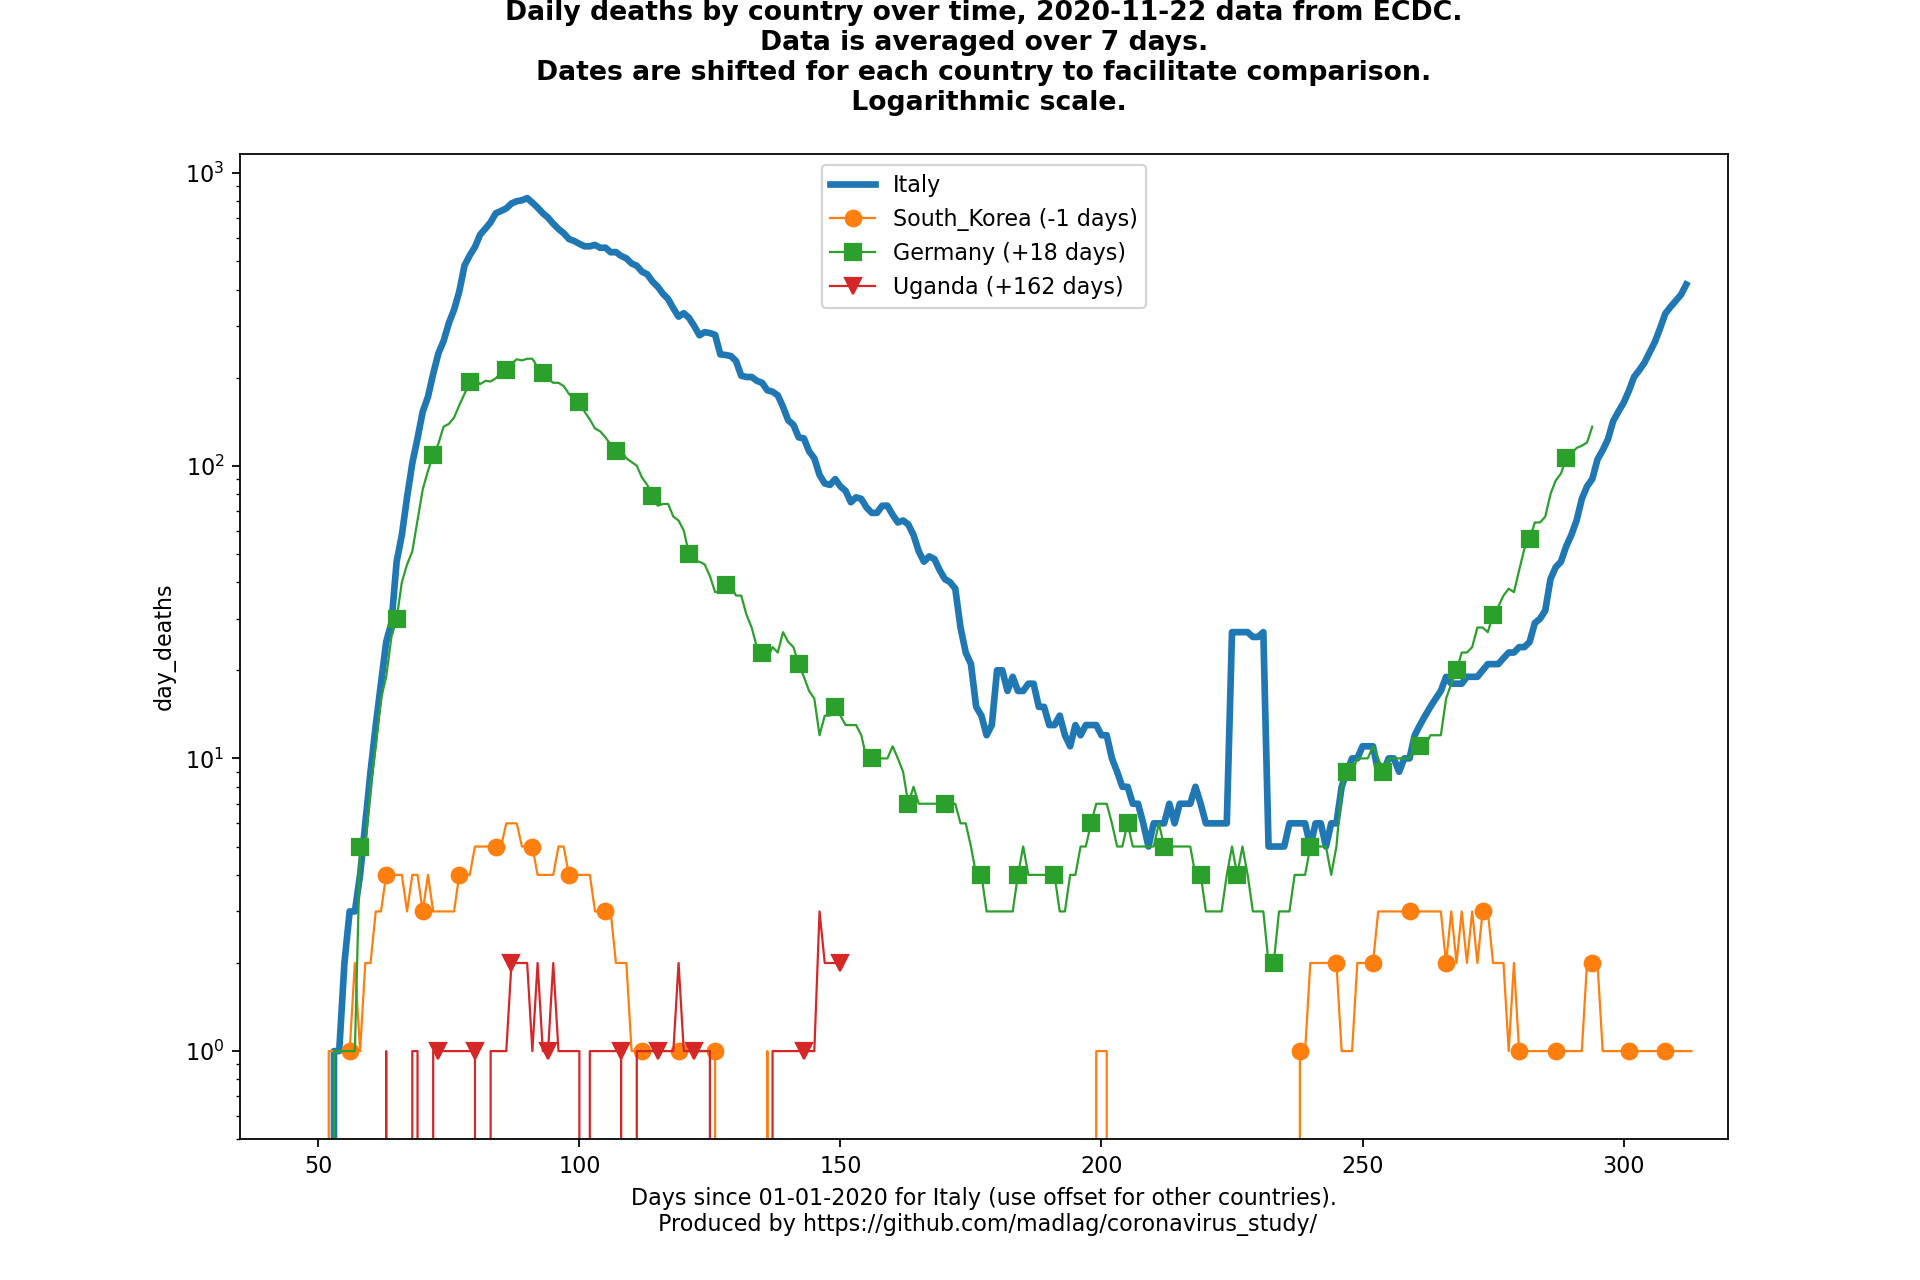 Daily deaths by country over time, 2020-11-22 data from ECDC.
Data is averaged over 7 days.
Dates are shifted for each country to facilitate comparison.
Logarithmic scale.
10³
Italy
South_Korea (-1 days)
Germany (+18 days)
Uganda (+162 days)
10²
day_deaths
10¹
10⁰
50 100 150 200 250 300
Days since 01-01-2020 for Italy (use offset for other countries).
Produced by https://github.com/madlag/coronavirus_study/